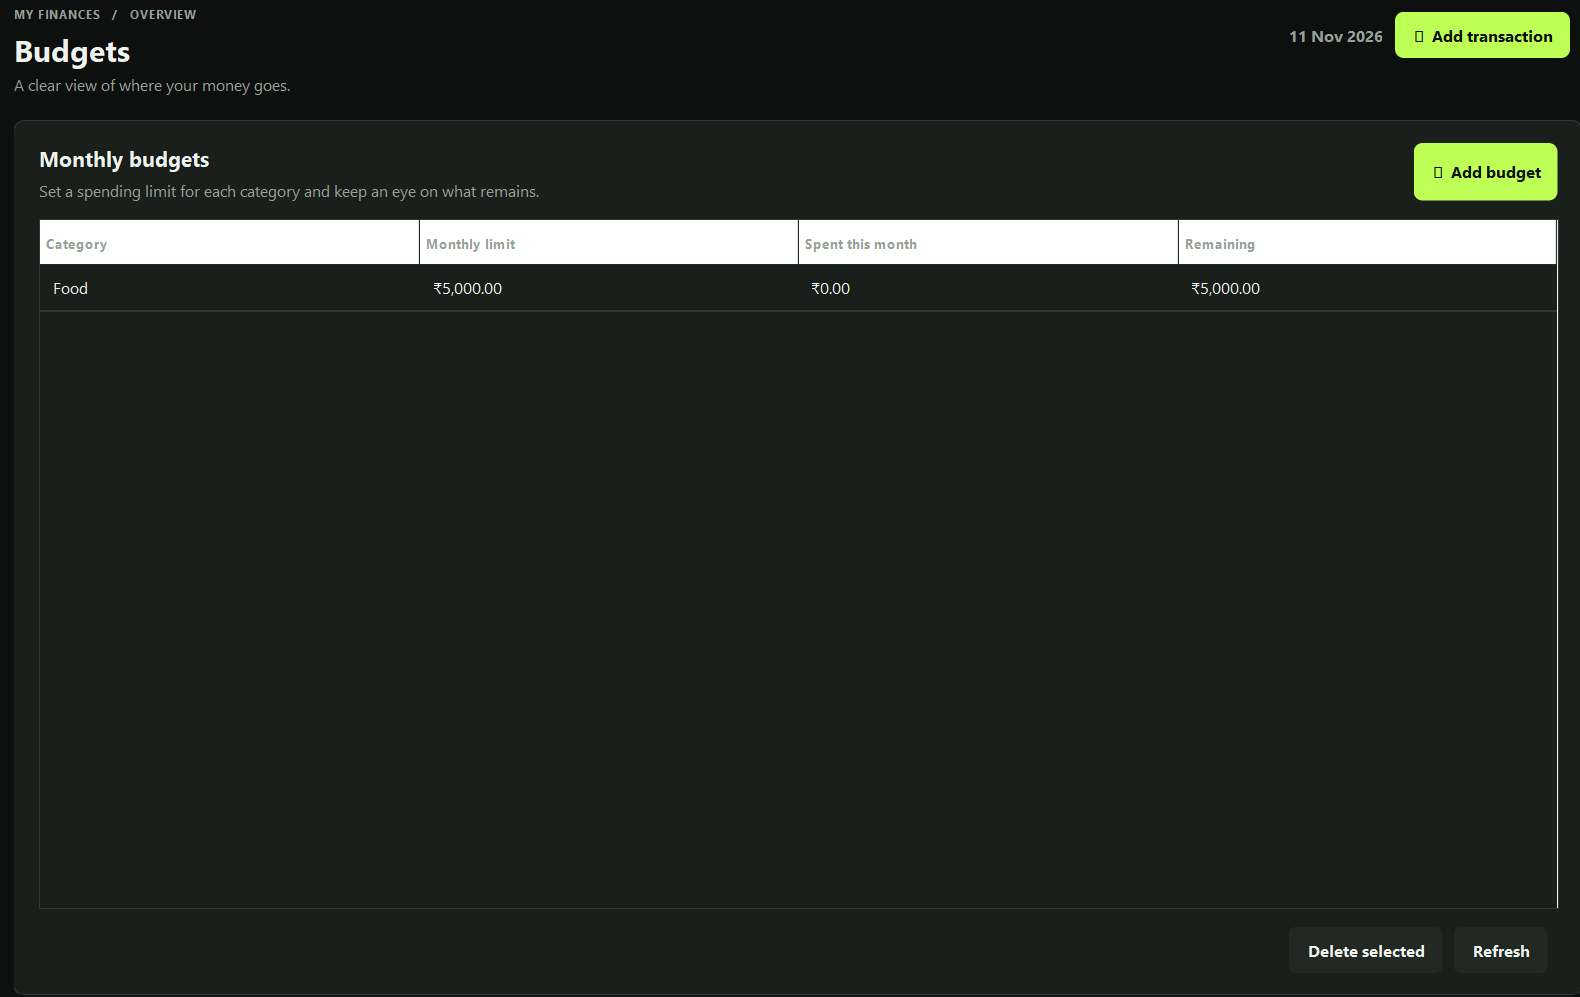 MY FINANCES / OVERVIEW
Budgets
A clear view of where your money goes.
11 Nov 2026
Add transaction
Monthly budgets
Set a spending limit for each category and keep an eye on what remains.
Add budget
Category Monthly limit Spent this month Remaining
Food ₹5,000.00 ₹0.00 ₹5,000.00
Delete selected Refresh